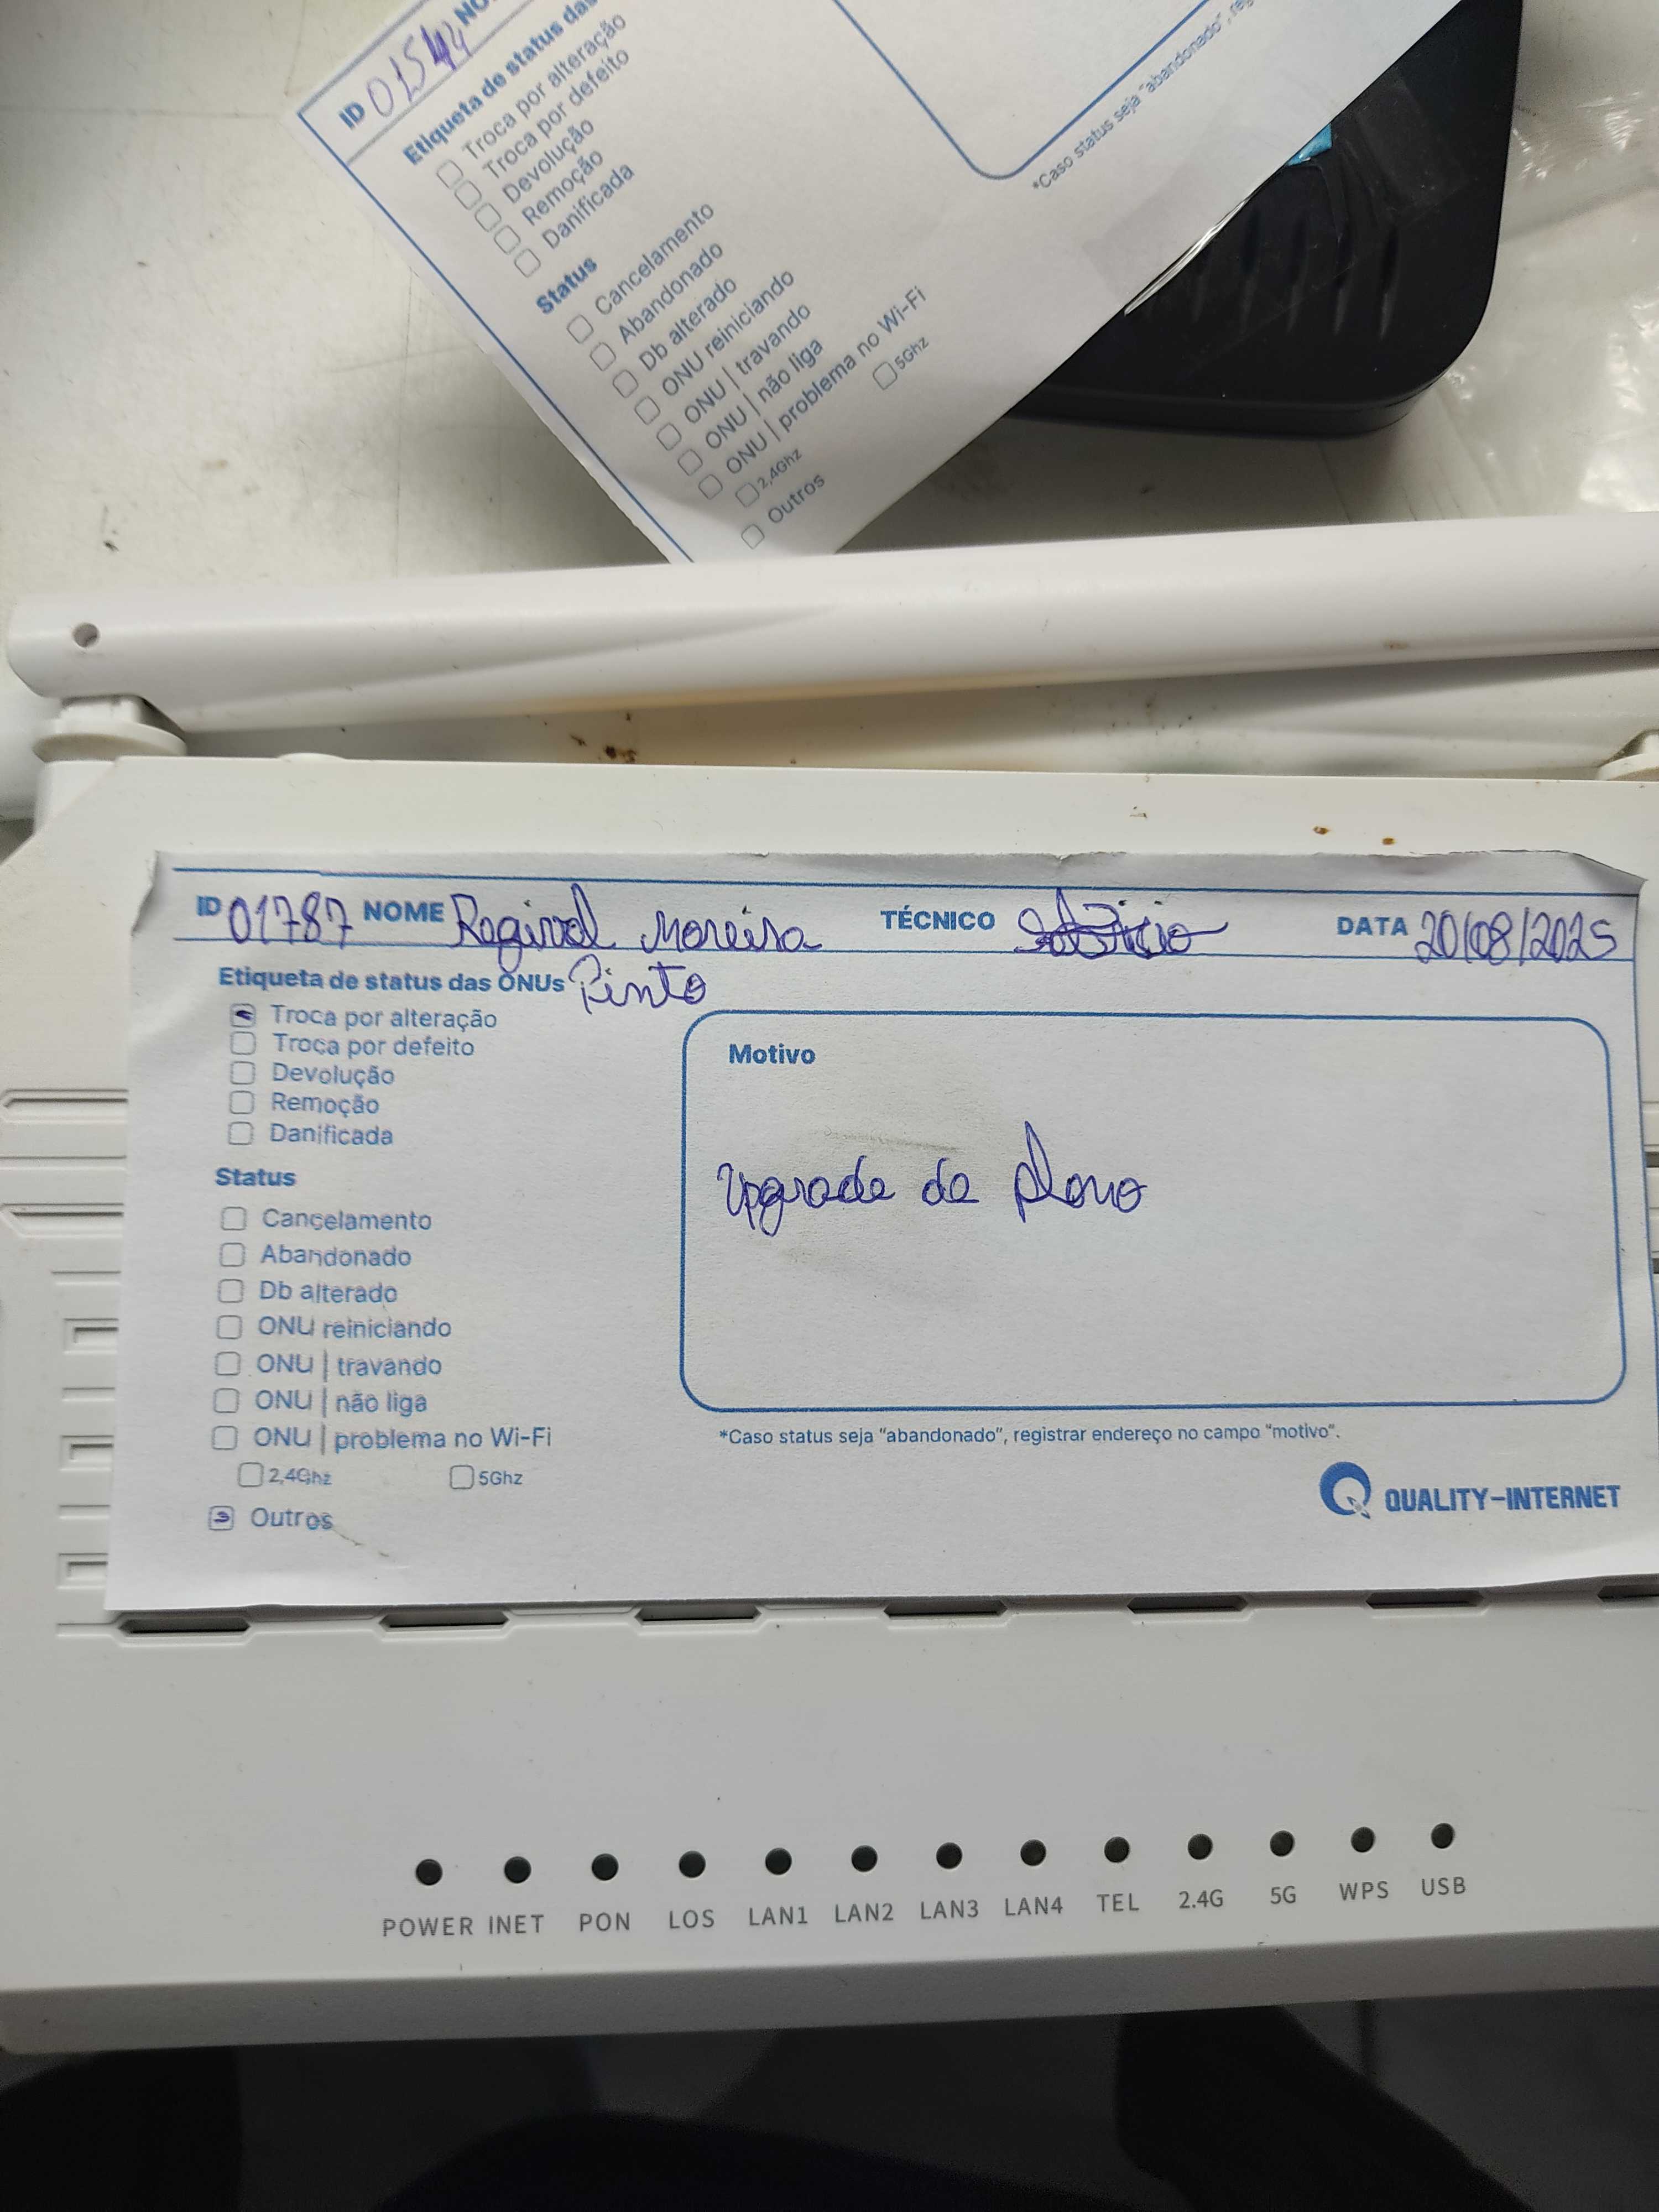 ID 01544 NO
Etiqueta de status das
Troca por alteração
Troca por defeito
Devolução
Remoção
Danificada
Status
Cancelamento
Abandonado
Db alterado
ONU reiniciando
ONU | travando
ONU | não liga
ONU | problema no Wi-Fi
2,4Ghz 5Ghz
Outros
*Caso status seja "abandonado", reg
ID 01787 NOME Reginal Moreira TÉCNICO DATA 20/08/2025
Etiqueta de status das ONUs Pinto
Troca por alteração
Troca por defeito
Devolução
Remoção
Danificada
Status
Cancelamento
Abandonado
Db alterado
ONU reiniciando
ONU | travando
ONU | não liga
ONU | problema no Wi-Fi
2,4Ghz 5Ghz
Outros
Motivo
Upgrade de plano
*Caso status seja "abandonado", registrar endereço no campo "motivo".
QUALITY-INTERNET
POWER INET PON LOS LAN1 LAN2 LAN3 LAN4 TEL 2.4G 5G WPS USB